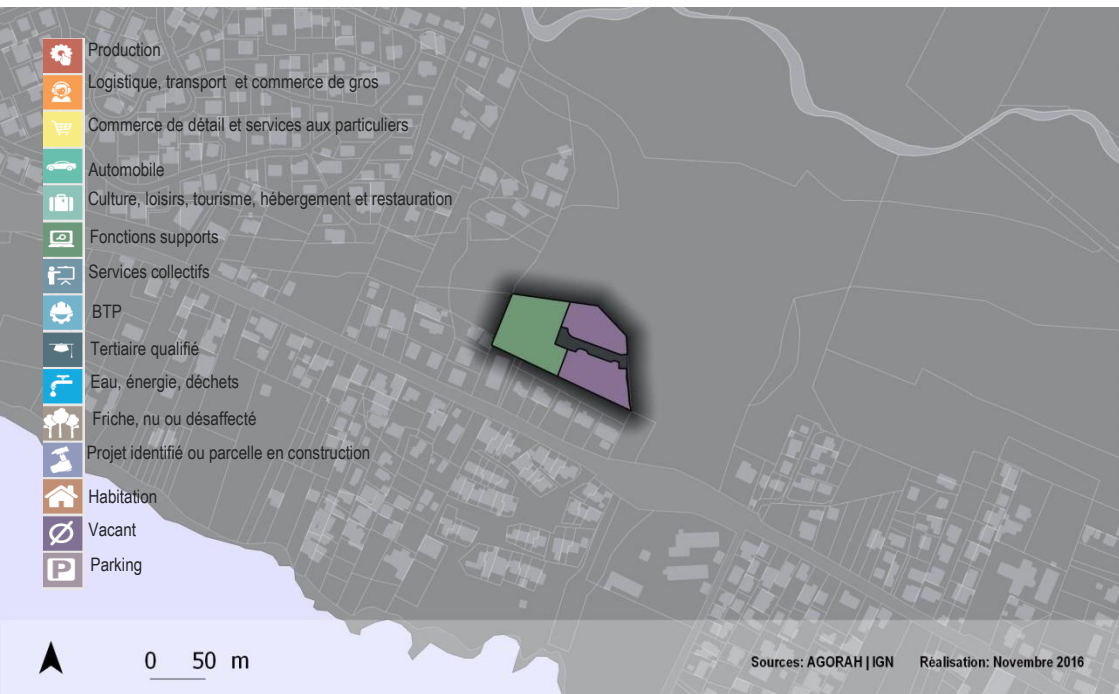 Production
Logistique, transport et commerce de gros
Commerce de détail et services aux particuliers
Automobile
Culture, loisirs, tourisme, hébergement et restauration
Fonctions supports
Services collectifs
BTP
Tertiaire qualifié
Eau, énergie, déchets
Friche, nu ou désaffecté
Projet identifié ou parcelle en construction
Habitation
Vacant
P Parking
0 50 m
Sources: AGORAH | IGN Réalisation: Novembre 2016